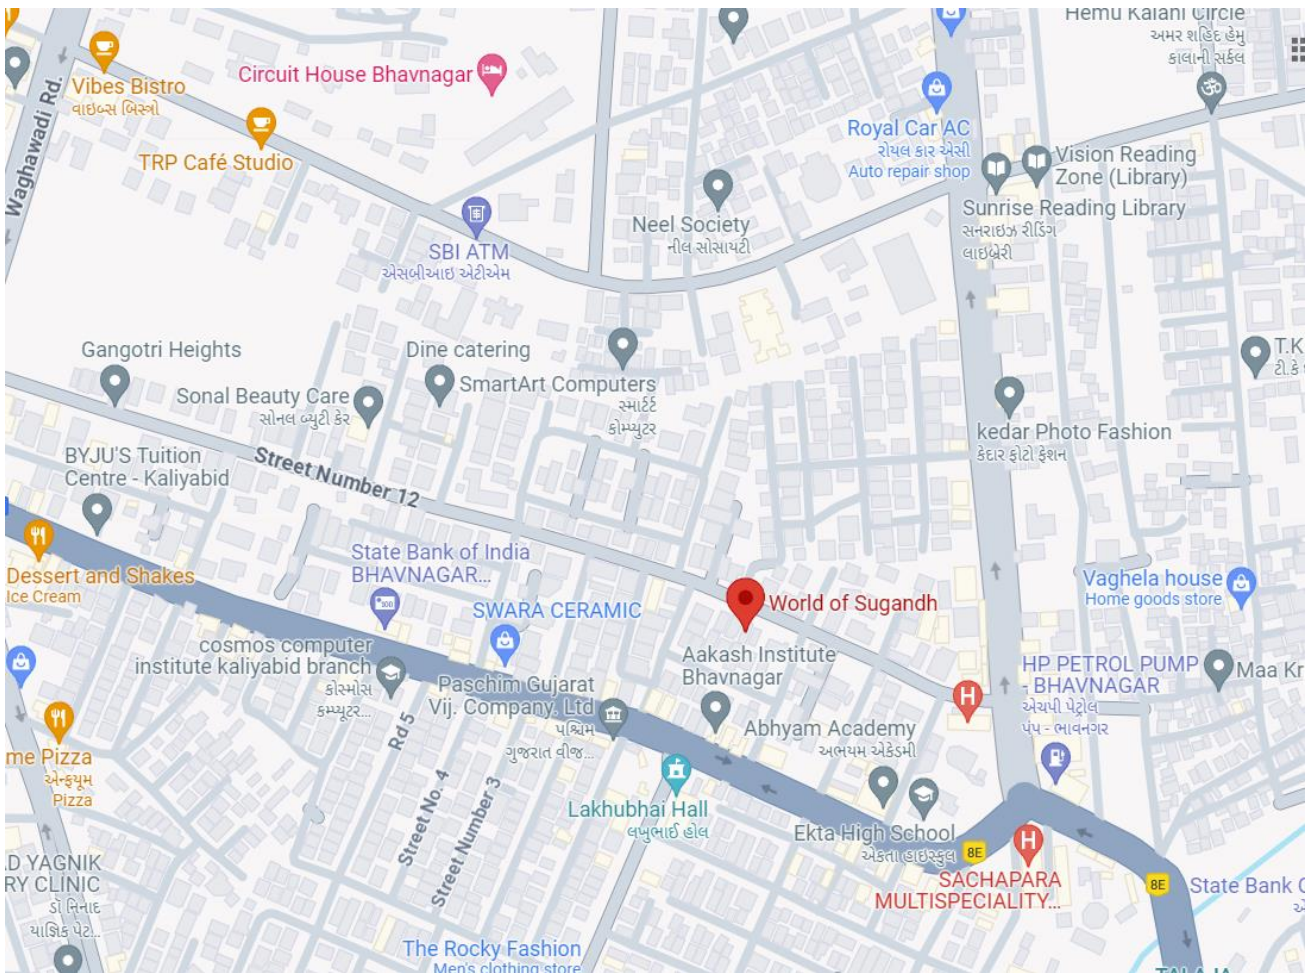 Hemu Kalani Circle
અમર શહિદ હેમુ
કાલાની સર્કલ
Circuit House Bhavnagar
Vibes Bistro
વાઇબ્સ બિસ્ત્રો
Waghawadi Rd.
TRP Café Studio
Royal Car AC
રોયલ કાર એસી
Auto repair shop
Vision Reading
Zone (Library)
Sunrise Reading Library
સનરાઇઝ રીડિંગ
લાઇબ્રેરી
Neel Society
નીલ સોસાયટી
SBI ATM
એસબીઆઇ એટીએમ
Gangotri Heights
Dine catering
T.K
Sonal Beauty Care
સોનલ બ્યુટી કેર
SmartArt Computers
સ્માર્ટ
કોમ્પ્યુટર
kedar Photo Fashion
કેદાર ફોટો ફેશન
BYJU'S Tuition
Centre - Kaliyabid
Street Number 12
State Bank of India
BHAVNAGAR...
Dessert and Shakes
Ice Cream
Vaghela house
Home goods store
World of Sugandh
SWARA CERAMIC
cosmos computer
institute kaliyabid branch
કોસ્મોસ
કમ્પ્યૂટર...
Aakash Institute
Bhavnagar
HP PETROL PUMP
- BHAVNAGAR
એચપી પેટ્રોલ
પંપ - ભાવનગર
Maa Kr
Paschim Gujarat
Vij. Company. Ltd
પશ્ચિમ
ગુજરાત વીજ...
Abhyam Academy
અભયમ એકેડમી
Rd 5
Street No. 4
Street Number 3
me Pizza
એન્ફ્યૂમ
Pizza
Lakhubhai Hall
લખુભાઈ હોલ
Ekta High School
એકતા હાઇસ્કૂલ
8E
SACHAPARA
MULTISPECIALITY...
8E
State Bank
AD YAGNIK
RY CLINIC
ડૉ નિનાદ
યાજ્ઞિક પેટ...
The Rocky Fashion
Men's clothing store